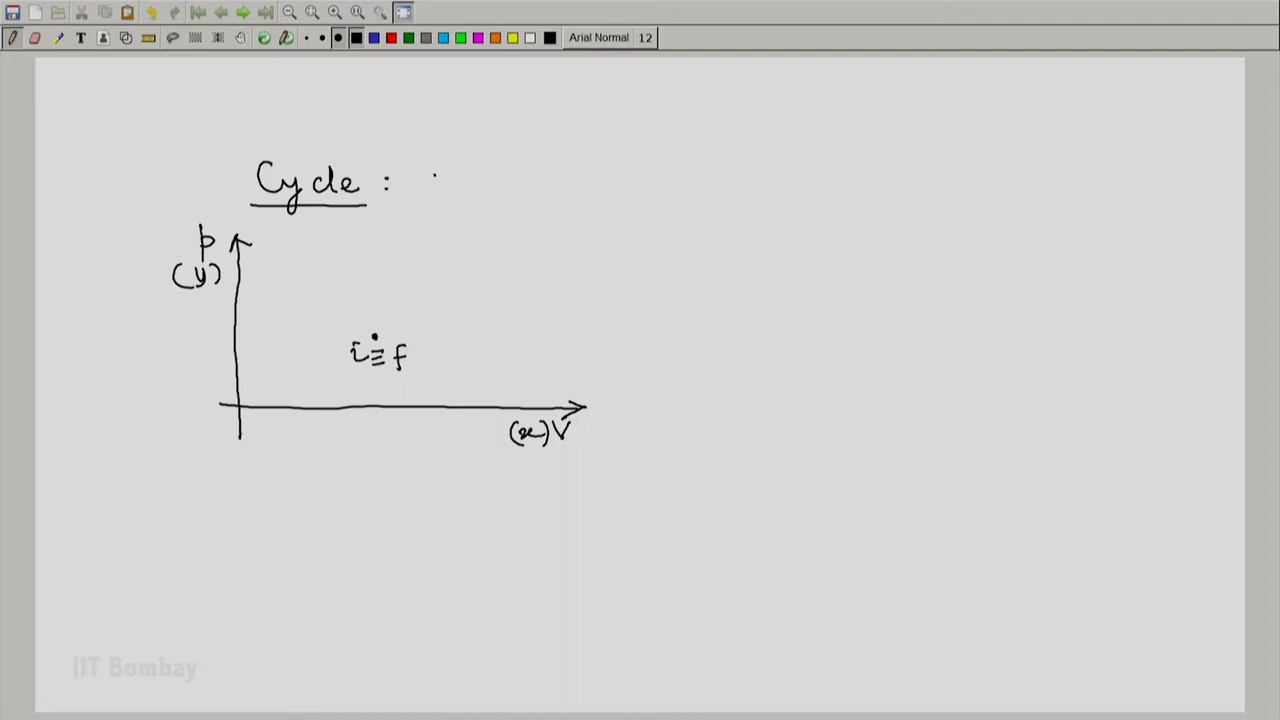 T Arial Normal 12
Cycle :
p
(y)
i ≡ f
(x) V
IIT Bombay